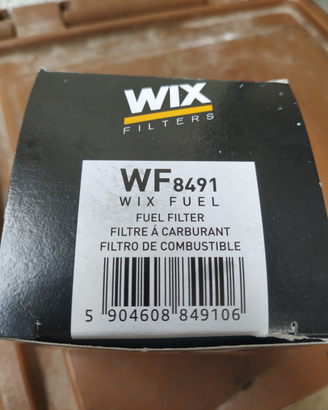 WIX
FILTERS
WF8491
WIX FUEL
FUEL FILTER
FILTRE Á CARBURANT
FILTRO DE COMBUSTIBLE
5 904608 849106